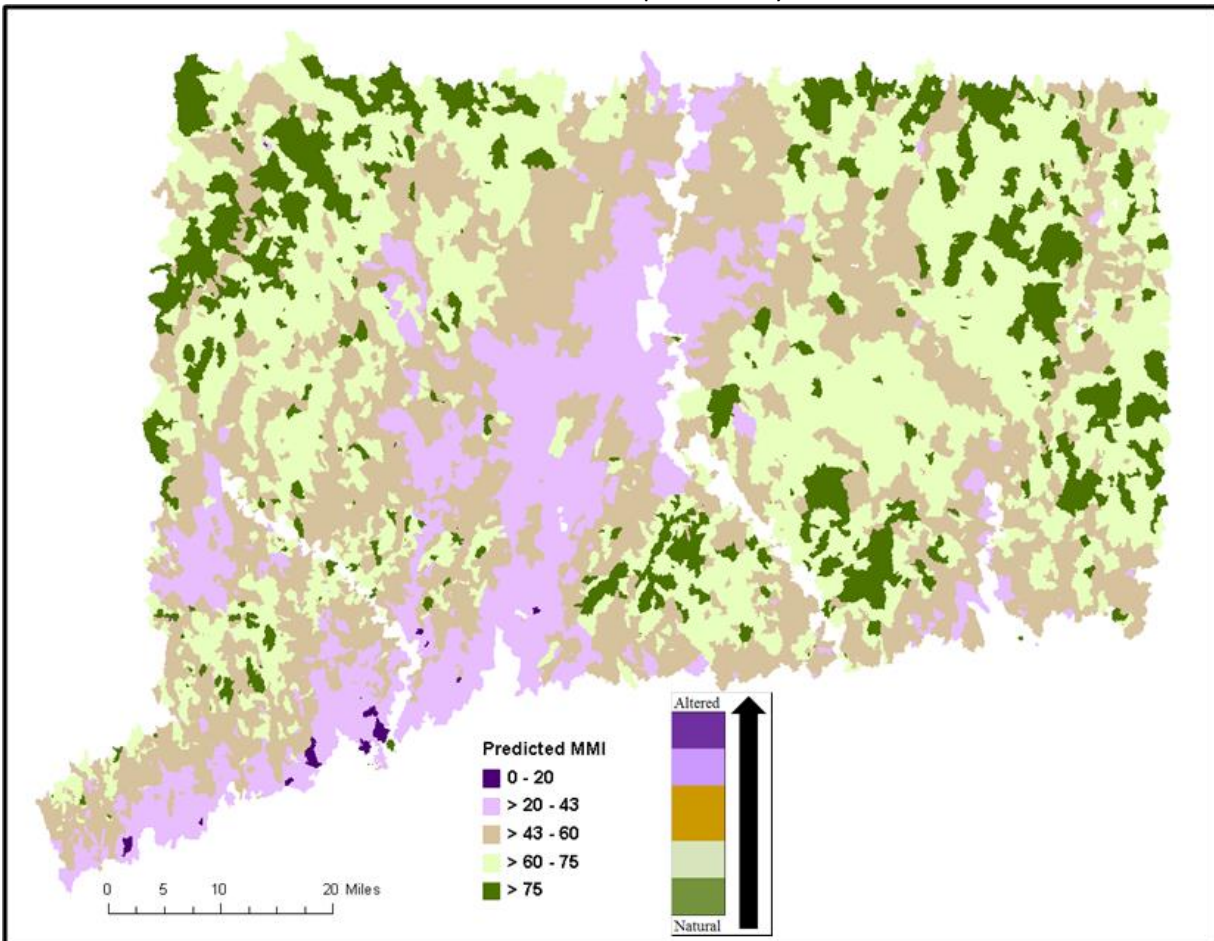 Predicted MMI
0 - 20
> 20 - 43
> 43 - 60
> 60 - 75
> 75
0 5 10 20 Miles
Altered
Natural